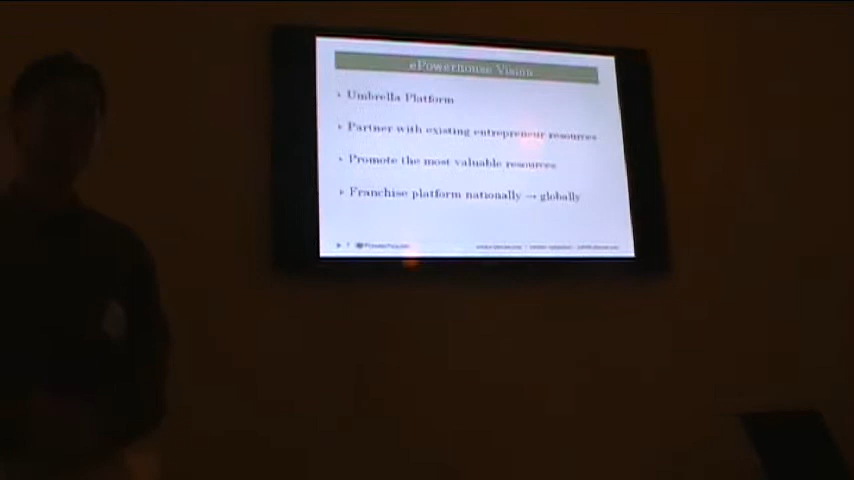 ePowerhouse Vision
Umbrella Platform
Partner with existing entrepreneur resources
Promote the most valuable resources
Franchise platform nationally → globally